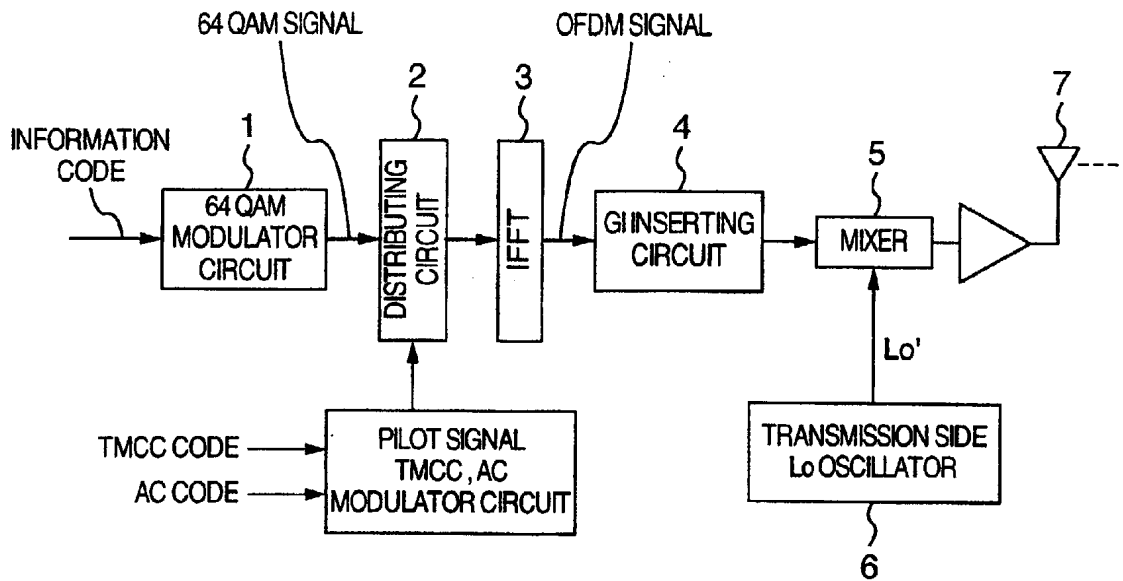 64 QAM SIGNAL
OFDM SIGNAL
INFORMATION
CODE
1
2
3
4
5
7
64 QAM
MODULATOR
CIRCUIT
DISTRIBUTING
CIRCUIT
IFFT
GI INSERTING
CIRCUIT
MIXER
Lo'
TMCC CODE
AC CODE
PILOT SIGNAL
TMCC, AC
MODULATOR CIRCUIT
TRANSMISSION SIDE
Lo OSCILLATOR
6